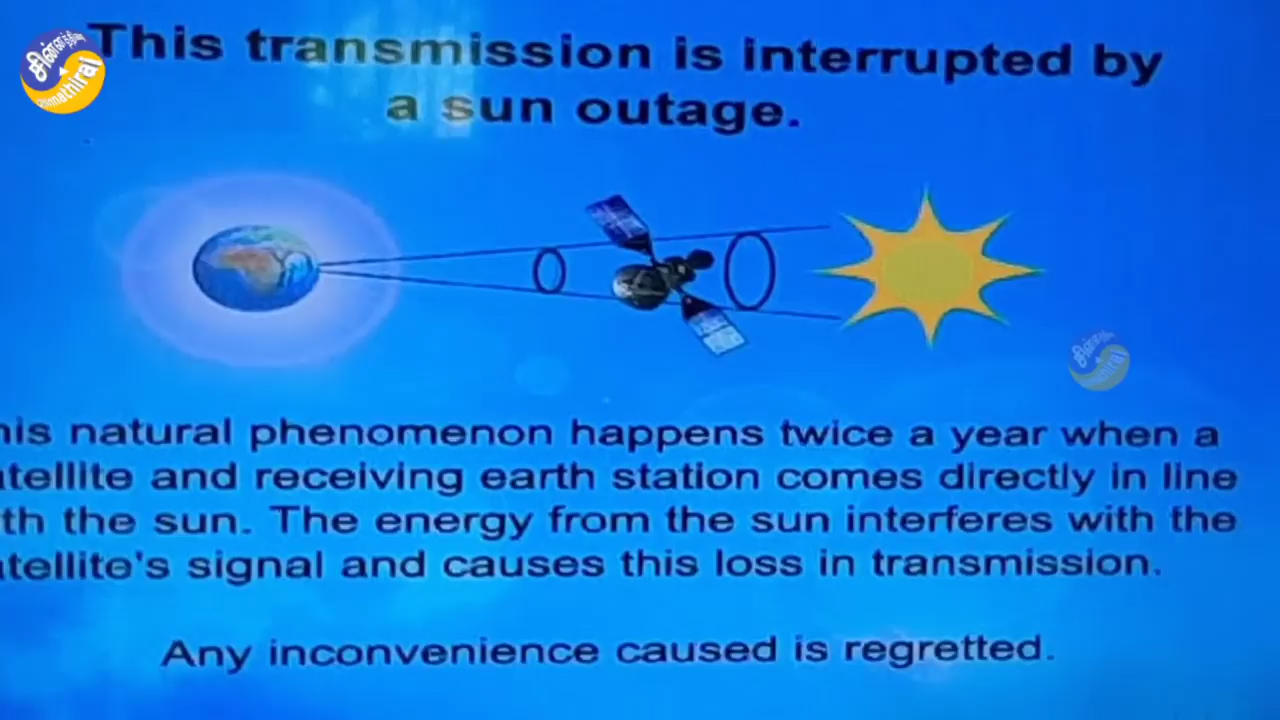 சின்னத்திரை
chinnathirai
This transmission is interrupted by
a sun outage.
his natural phenomenon happens twice a year when a
atellite and receiving earth station comes directly in line
th the sun. The energy from the sun interferes with the
atellite's signal and causes this loss in transmission.
Any inconvenience caused is regretted.